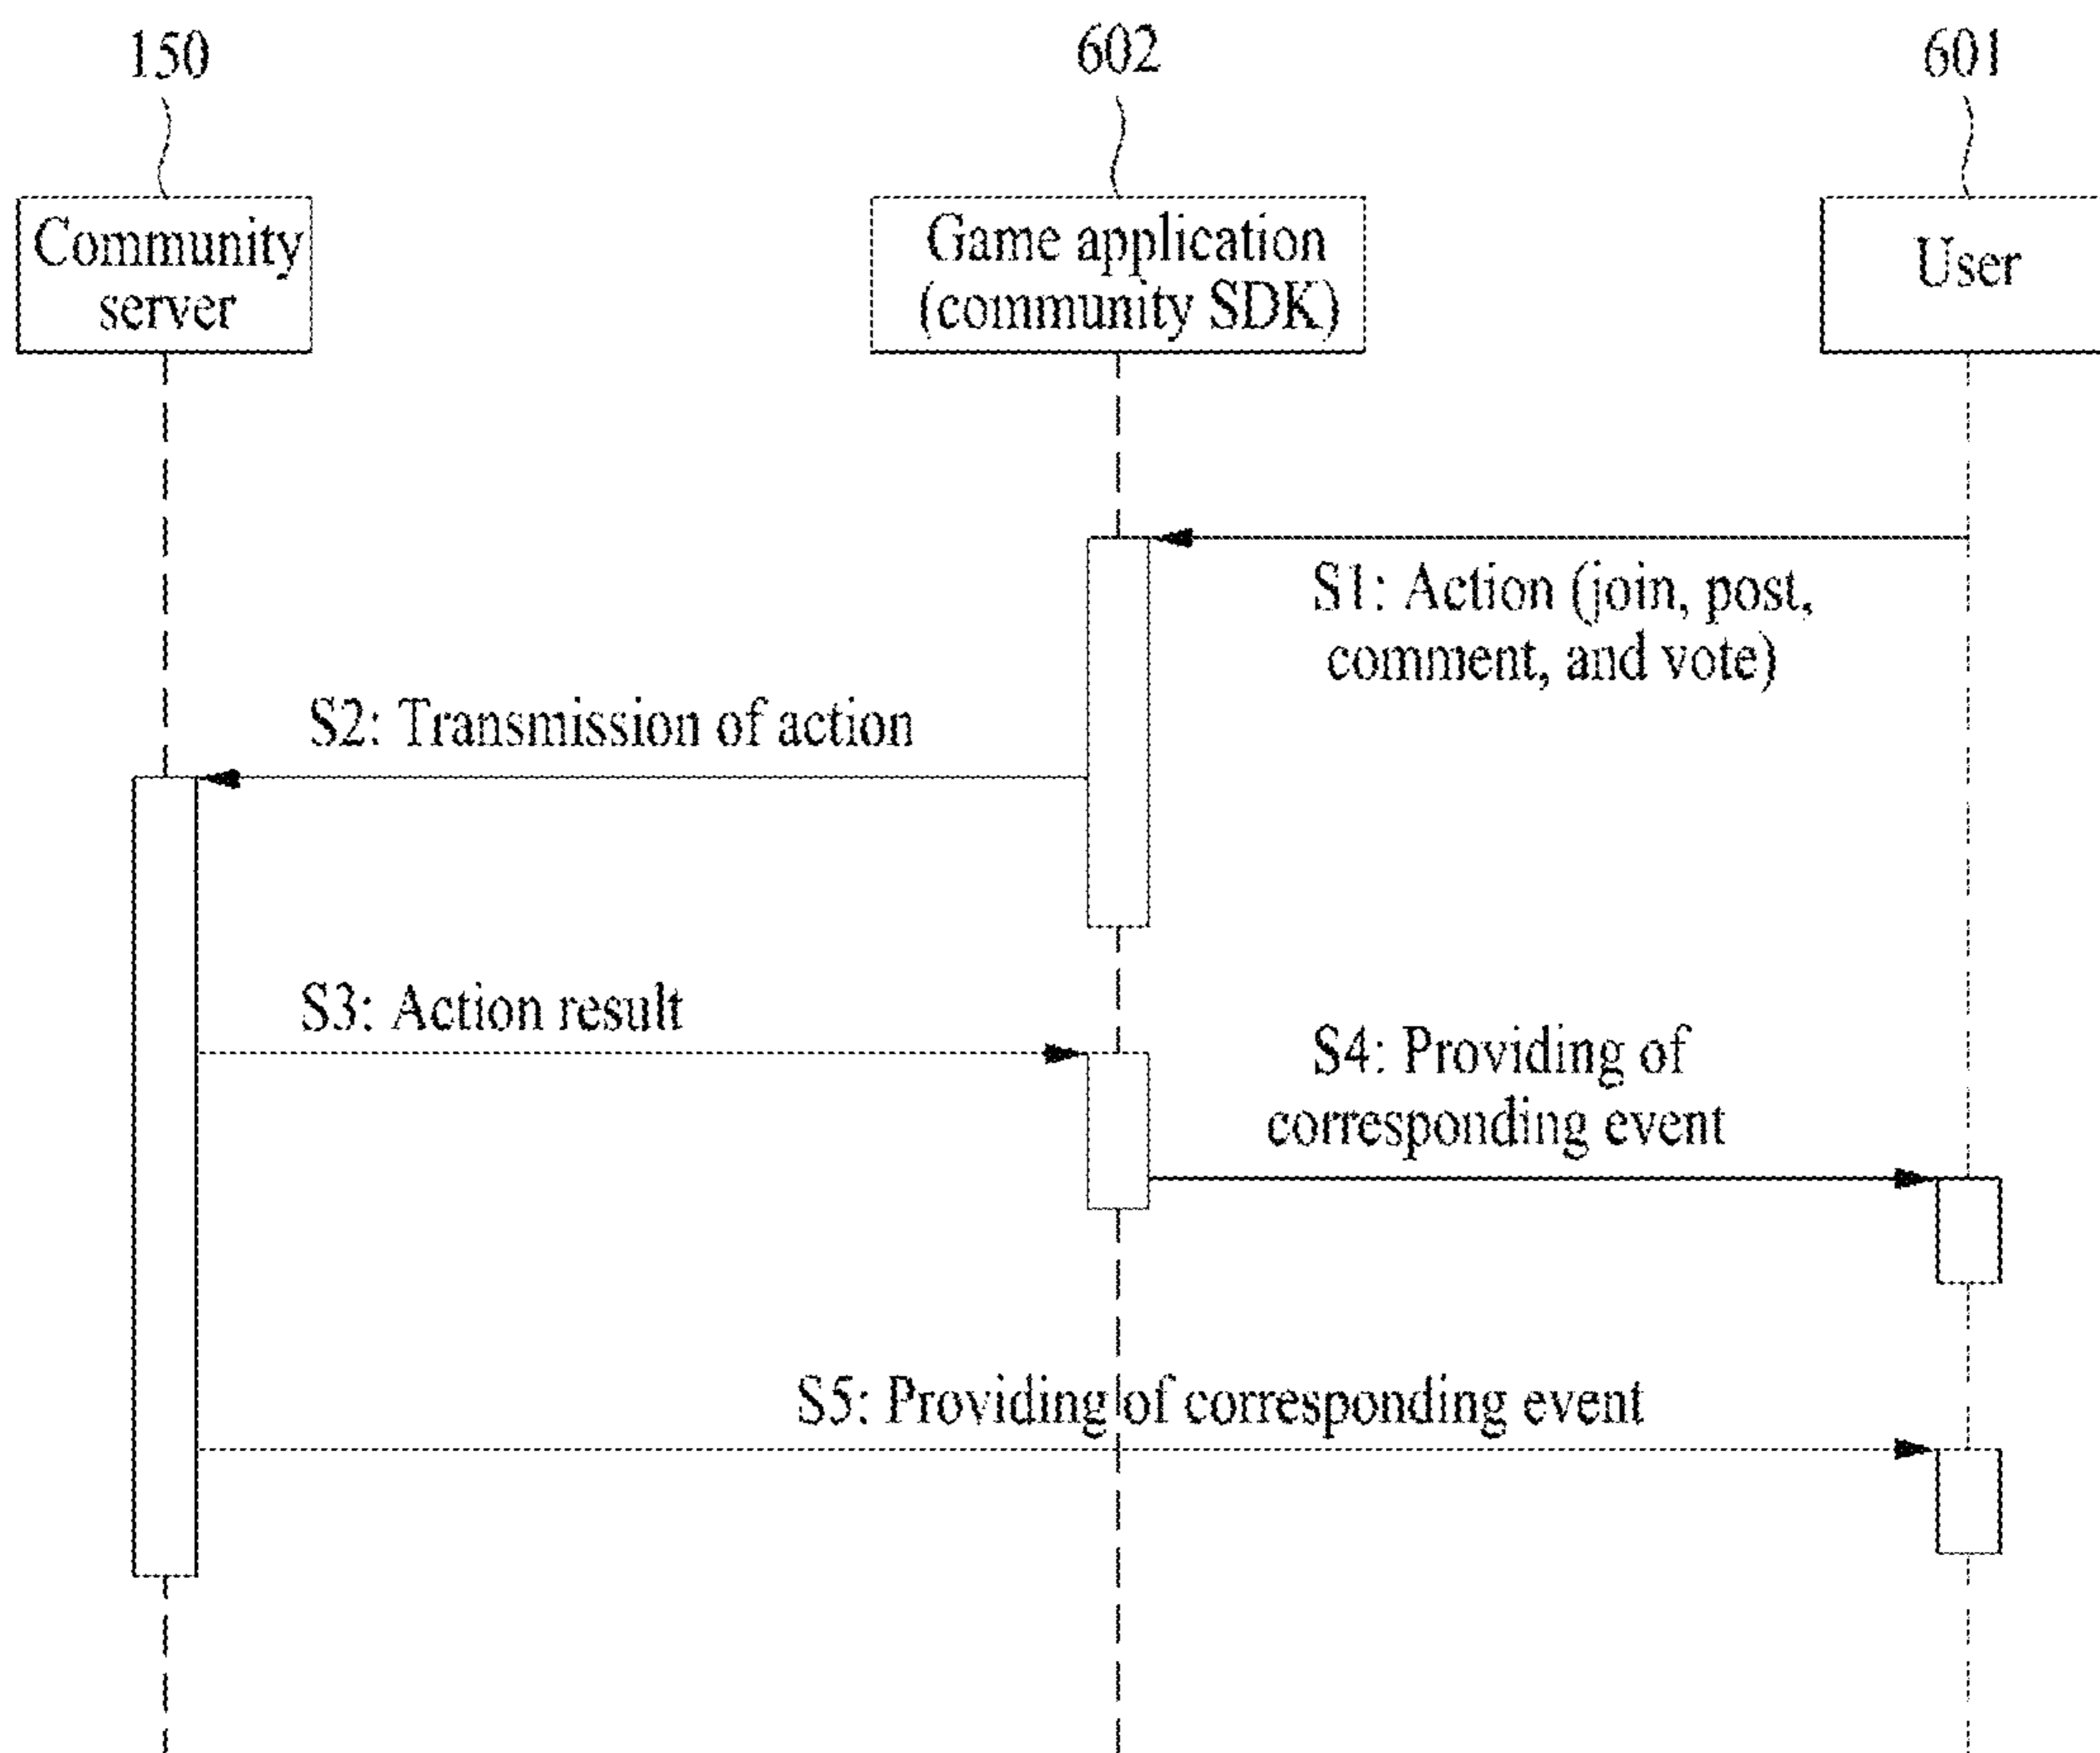 150
602
601
Community
server
Game application
(community SDK)
User
S1: Action (join, post,
comment, and vote)
S2: Transmission of action
S3: Action result
S4: Providing of
corresponding event
S5: Providing of corresponding event